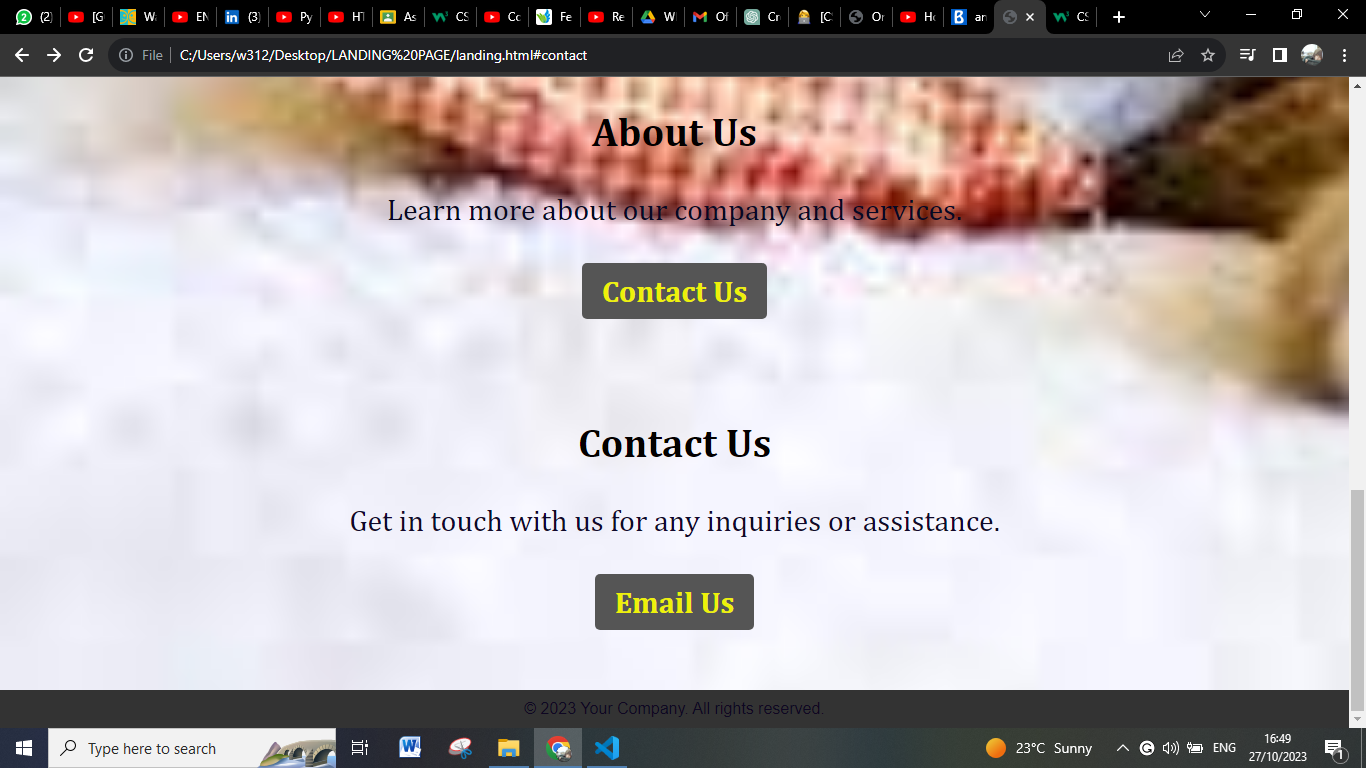 (2)
[G
W
EN
(3)
Py
HT
As
CS
Cc
Fe
Re
W
Of
Cr
[C
Or
Ho
ar
CS
File
C:/Users/w312/Desktop/LANDING%20PAGE/landing.html#contact
About Us
Learn more about our company and services.
Contact Us
Contact Us
Get in touch with us for any inquiries or assistance.
Email Us
© 2023 Your Company. All rights reserved.
Type here to search
23°C Sunny
ENG
16:49
27/10/2023
1